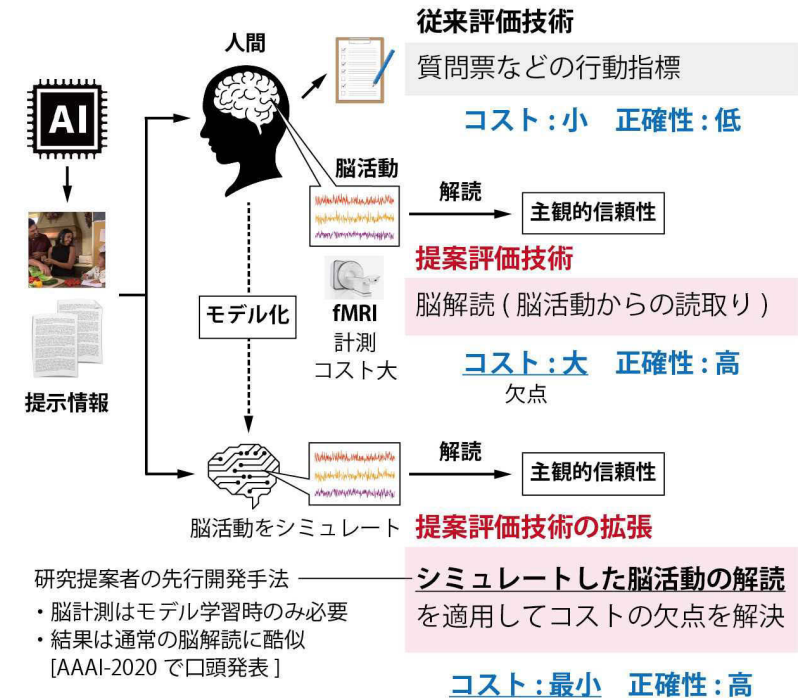 従来評価技術
人間
質問票などの行動指標
AI
コスト : 小　正確性 : 低
脳活動
解読
主観的信頼性
提案評価技術
脳解読 ( 脳活動からの読取り )
モデル化
fMRI
計測
コスト大
コスト : 大　正確性 : 高
欠点
提示情報
解読
主観的信頼性
脳活動をシミュレート
提案評価技術の拡張
研究提案者の先行開発手法
シミュレートした脳活動の解読
を適用してコストの欠点を解決
・脳計測はモデル学習時のみ必要
・結果は通常の脳解読に酷似
[AAAI-2020 で口頭発表 ]
コスト : 最小　正確性 : 高